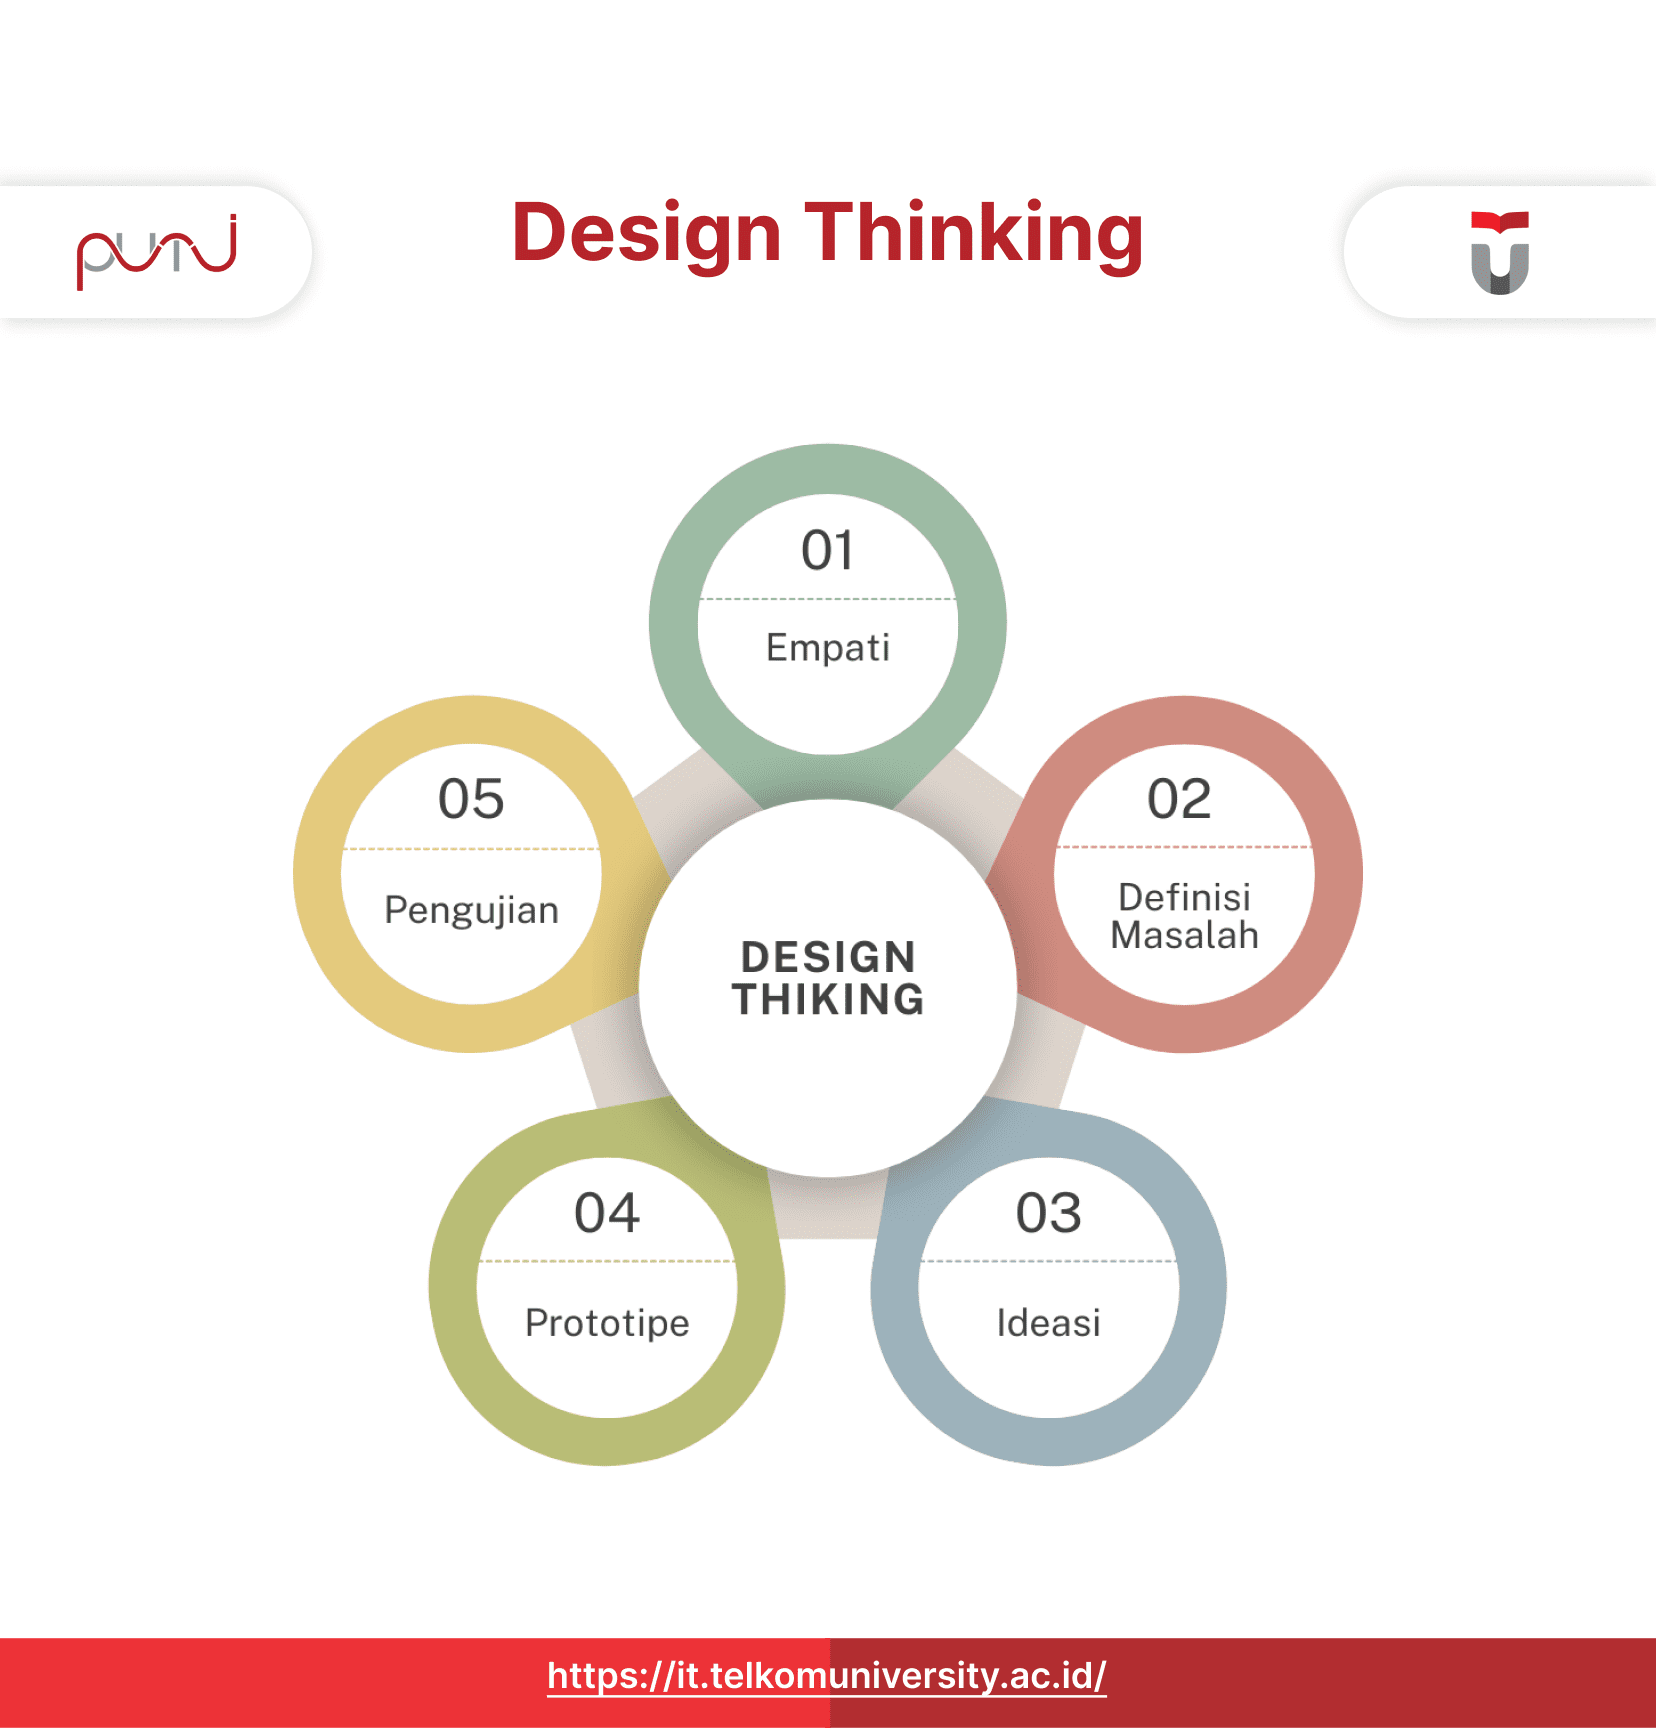 puti
Design Thinking
01
Empati
02
Definisi
Masalah
03
Ideasi
04
Prototipe
05
Pengujian
DESIGN
THIKING
https://it.telkomuniversity.ac.id/